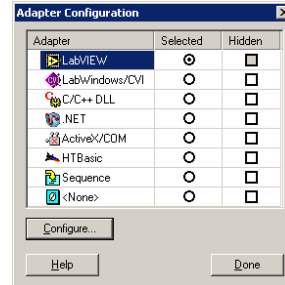 Adapter Configuration
Adapter Selected Hidden
LabVIEW
LabWindows/CVI
C/C++ DLL
.NET
ActiveX/COM
HTBasic
Sequence
<None>
Configure...
Help Done